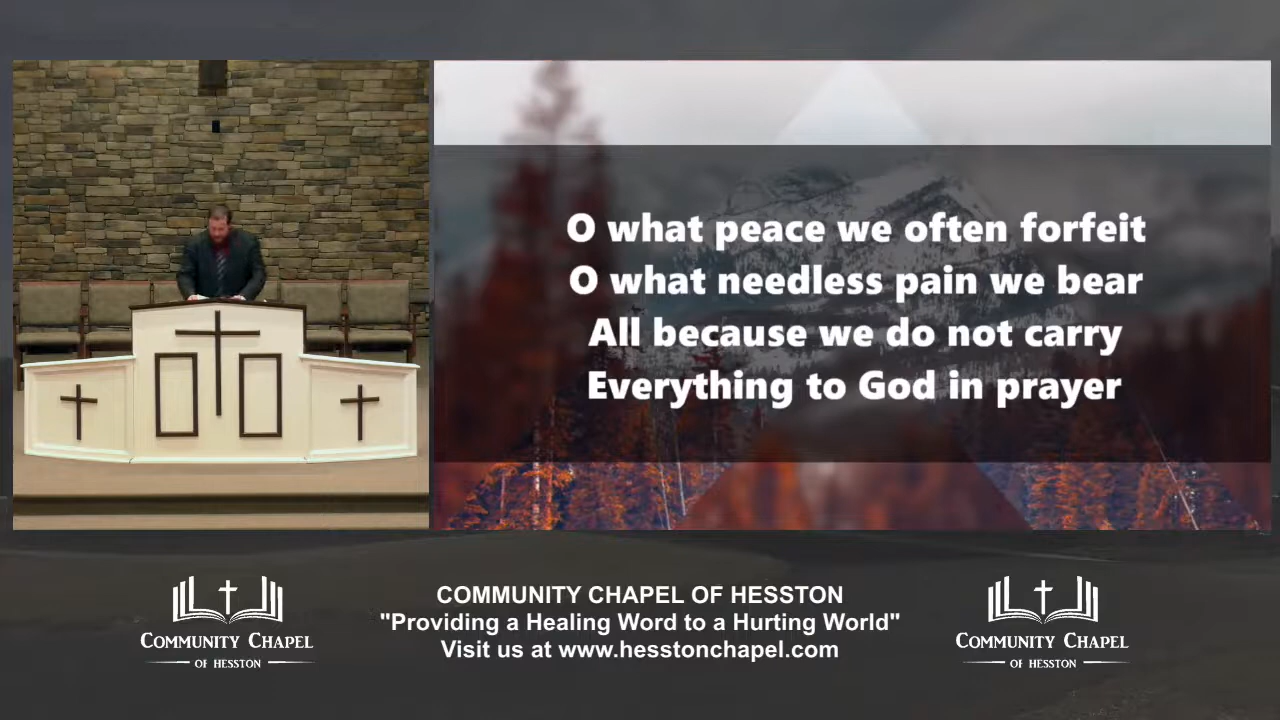 O what peace we often forfeit
O what needless pain we bear
All because we do not carry
Everything to God in prayer
COMMUNITY CHAPEL
OF HESSTON
COMMUNITY CHAPEL OF HESSTON
"Providing a Healing Word to a Hurting World"
Visit us at www.hesstonchapel.com
COMMUNITY CHAPEL
OF HESSTON